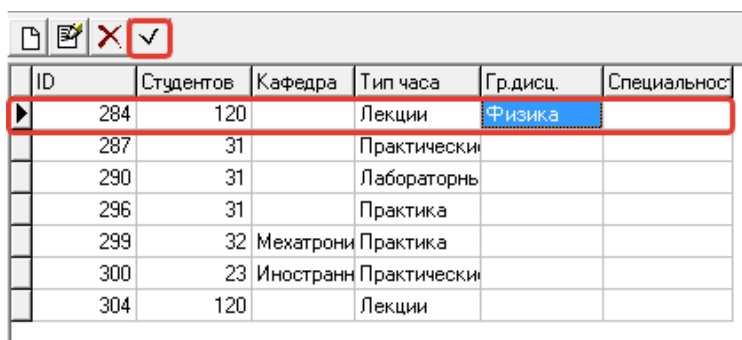 ID Студентов Кафедра Тип часа Гр.дисц. Специальност
284 120 Лекции Физика
287 31 Практически
290 31 Лабораторнь
296 31 Практика
299 32 Мехатрони Практика
300 23 Иностранн Практически
304 120 Лекции